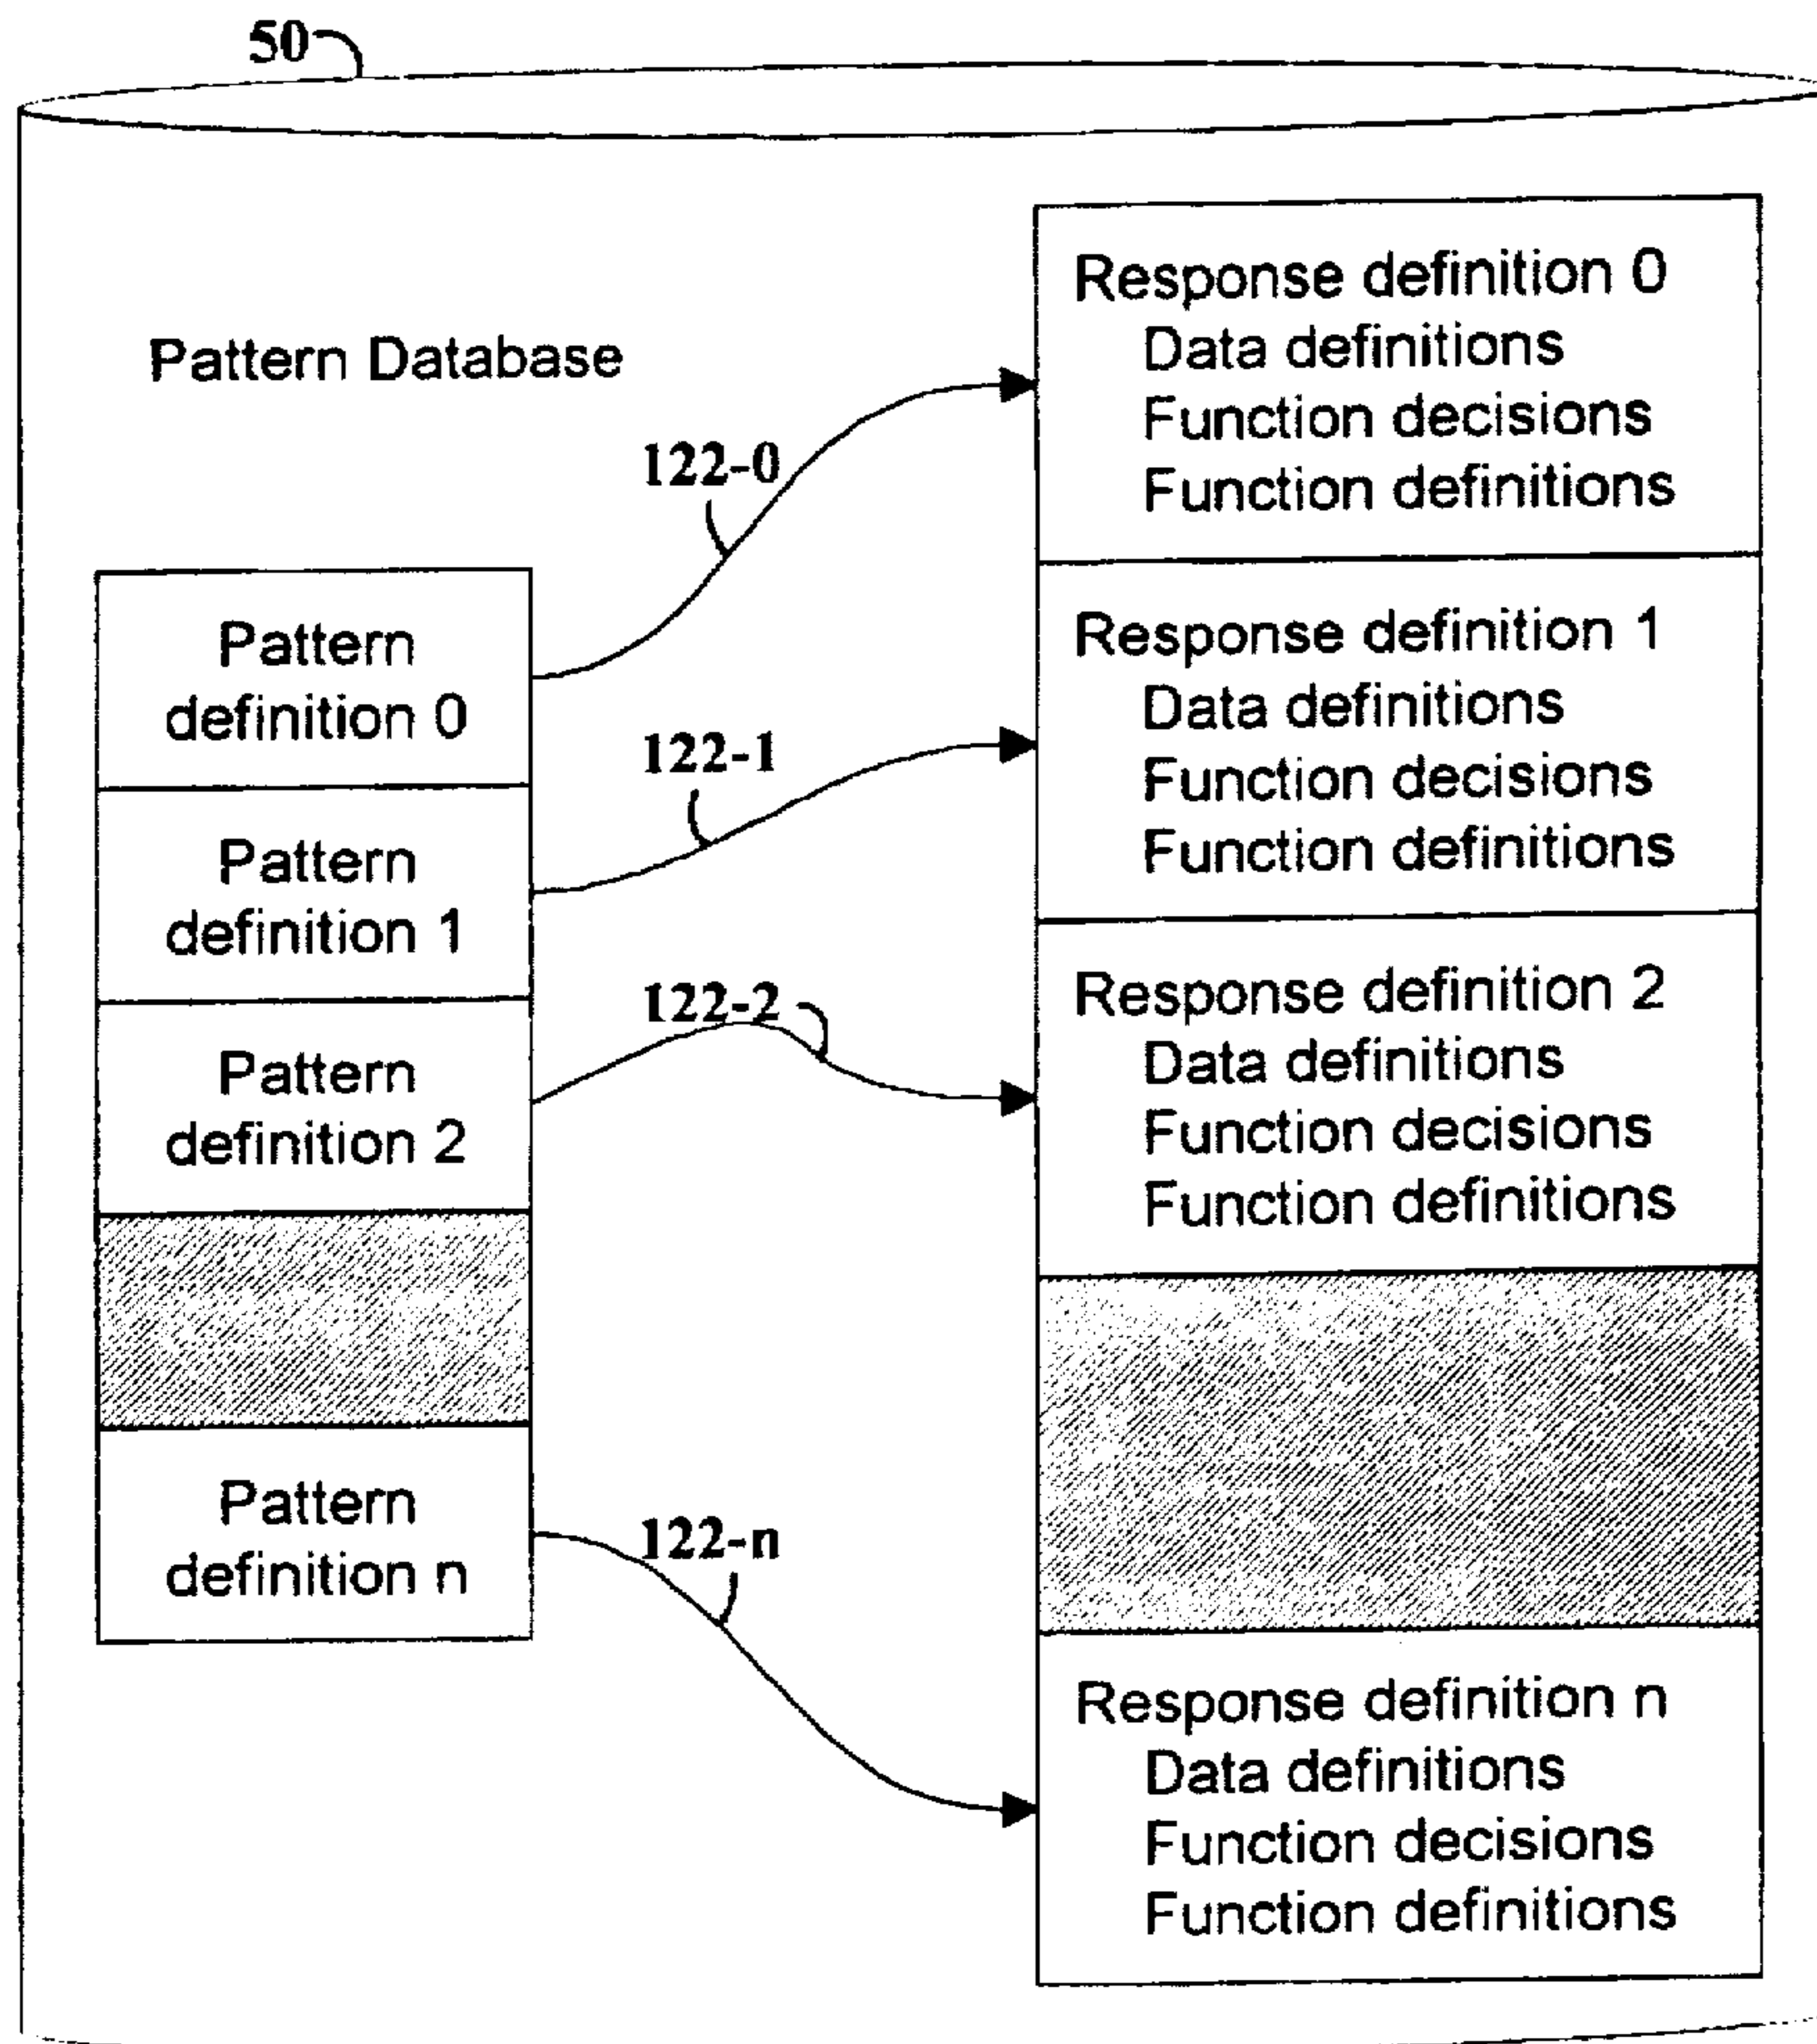 50
Pattern Database
Pattern
definition 0
Pattern
definition 1
Pattern
definition 2
Pattern
definition n
122-0
122-1
122-2
122-n
Response definition 0
Data definitions
Function decisions
Function definitions
Response definition 1
Data definitions
Function decisions
Function definitions
Response definition 2
Data definitions
Function decisions
Function definitions
Response definition n
Data definitions
Function decisions
Function definitions